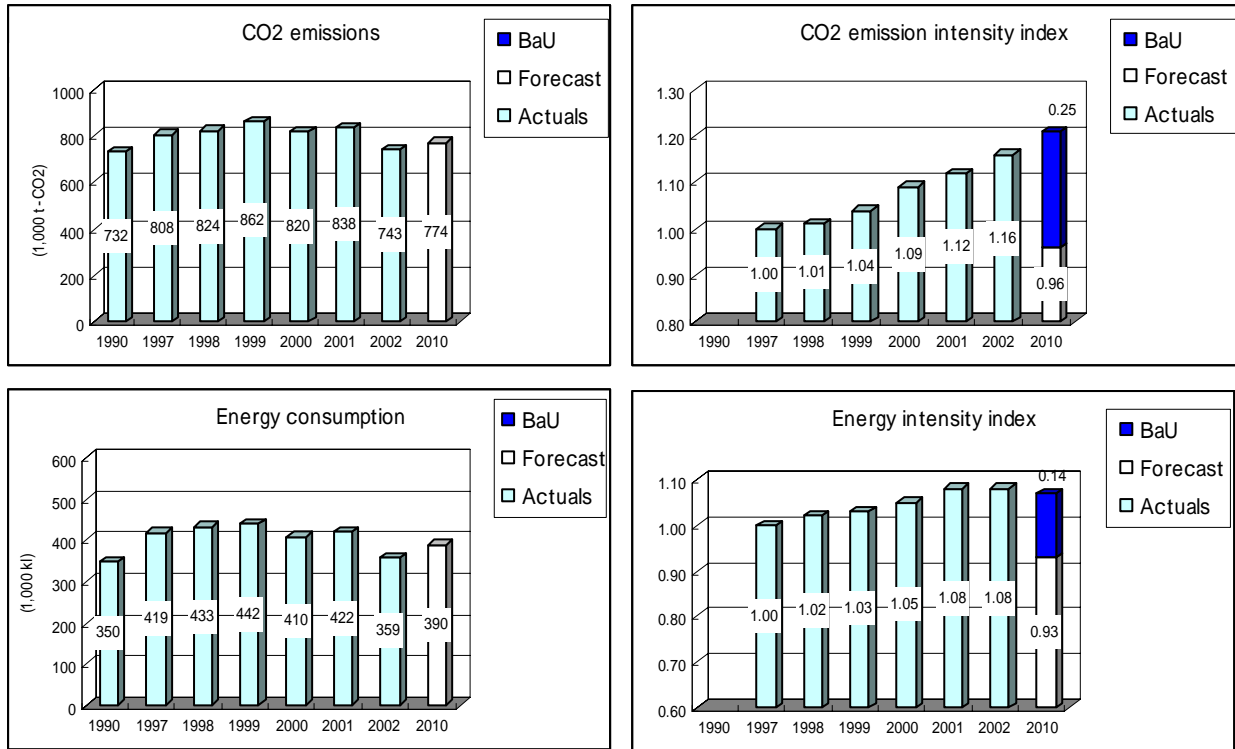 CO2 emissions
BaU
Forecast
Actuals
(1,000 t - CO2)
1000
800
600
400
200
0
732 808 824 862 820 838 743 774
1990 1997 1998 1999 2000 2001 2002 2010
CO2 emission intensity index
BaU
Forecast
Actuals
1.30
1.20
1.10
1.00
0.90
0.80
0.25
1.00 1.01 1.04 1.09 1.12 1.16 0.96
1990 1997 1998 1999 2000 2001 2002 2010
Energy consumption
BaU
Forecast
Actuals
(1,000 kl)
600
500
400
300
200
100
0
350 419 433 442 410 422 359 390
1990 1997 1998 1999 2000 2001 2002 2010
Energy intensity index
BaU
Forecast
Actuals
1.10
1.00
0.90
0.80
0.70
0.60
0.14
1.00 1.02 1.03 1.05 1.08 1.08 0.93
1990 1997 1998 1999 2000 2001 2002 2010